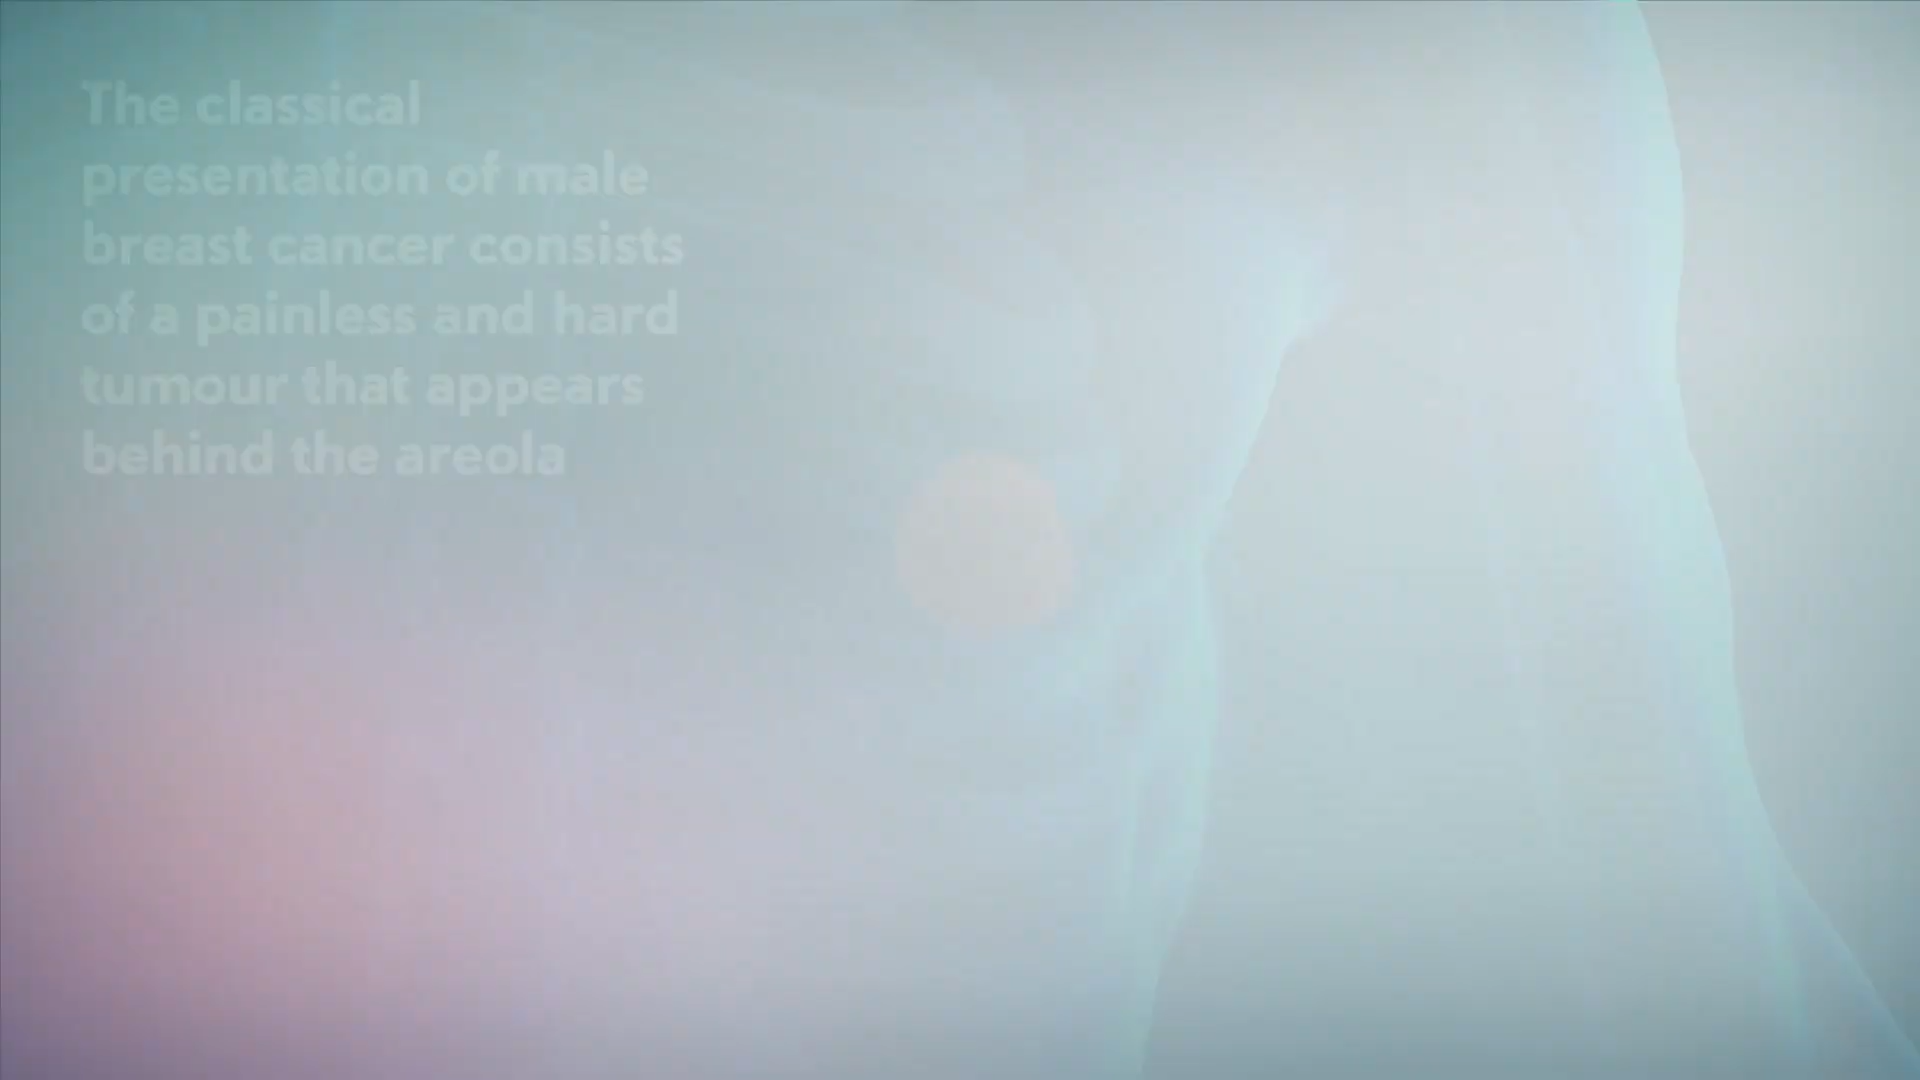 The classical
presentation of male
breast cancer consists
of a painless and hard
tumour that appears
behind the areola